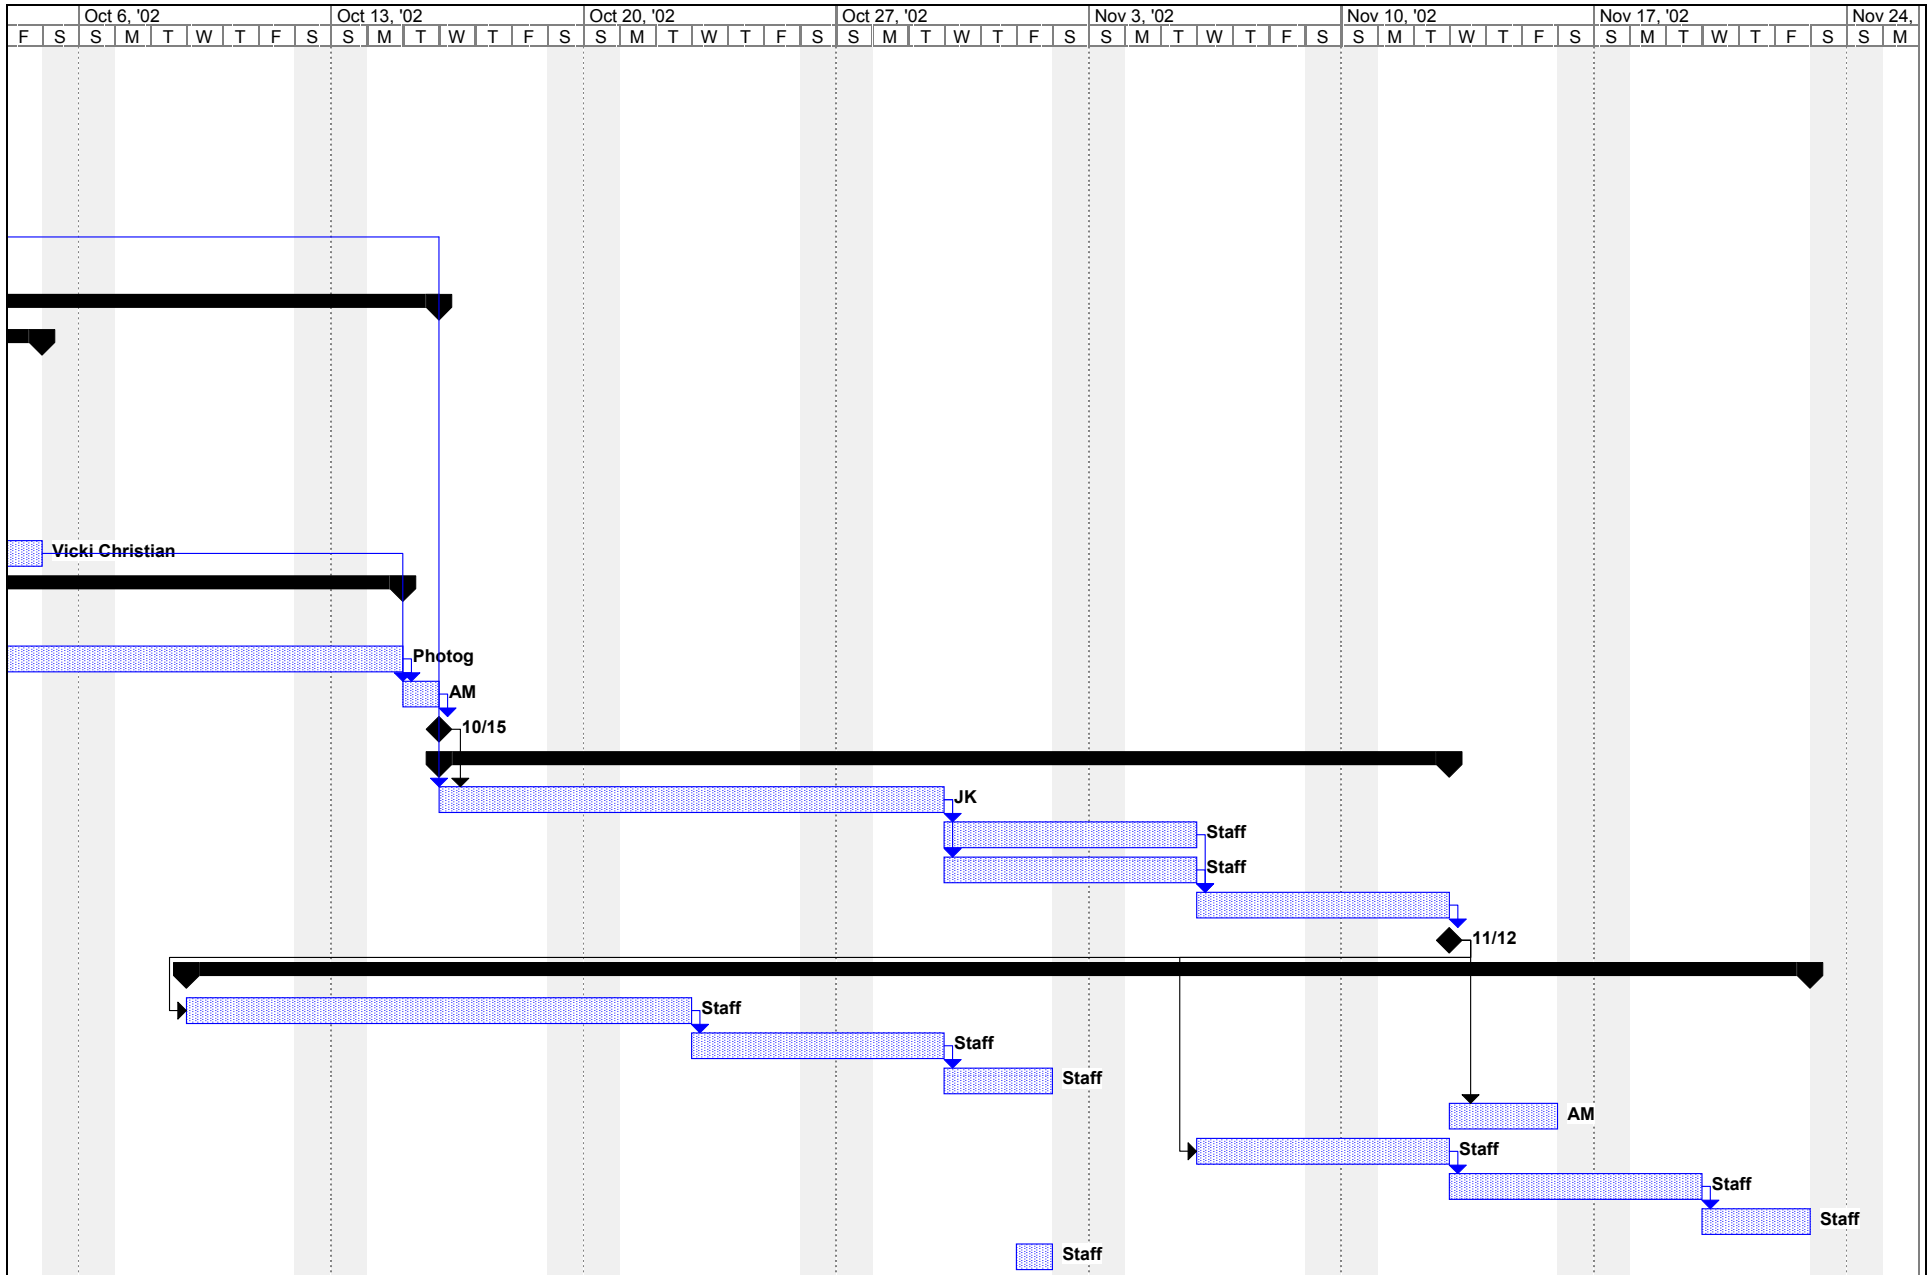 Oct 6, '02 Oct 13, '02 Oct 20, '02 Oct 27, '02 Nov 3, '02 Nov 10, '02 Nov 17, '02 Nov 24,
F S S M T W T F S S M T W T F S S M T W T F S S M T W T F S S M T W T F S S M T W T F S S M T W T F S S M
Vicki Christian
Photog
AM
10/15
JK
Staff
Staff
11/12
Staff
Staff
Staff
AM
Staff
Staff
Staff
Staff